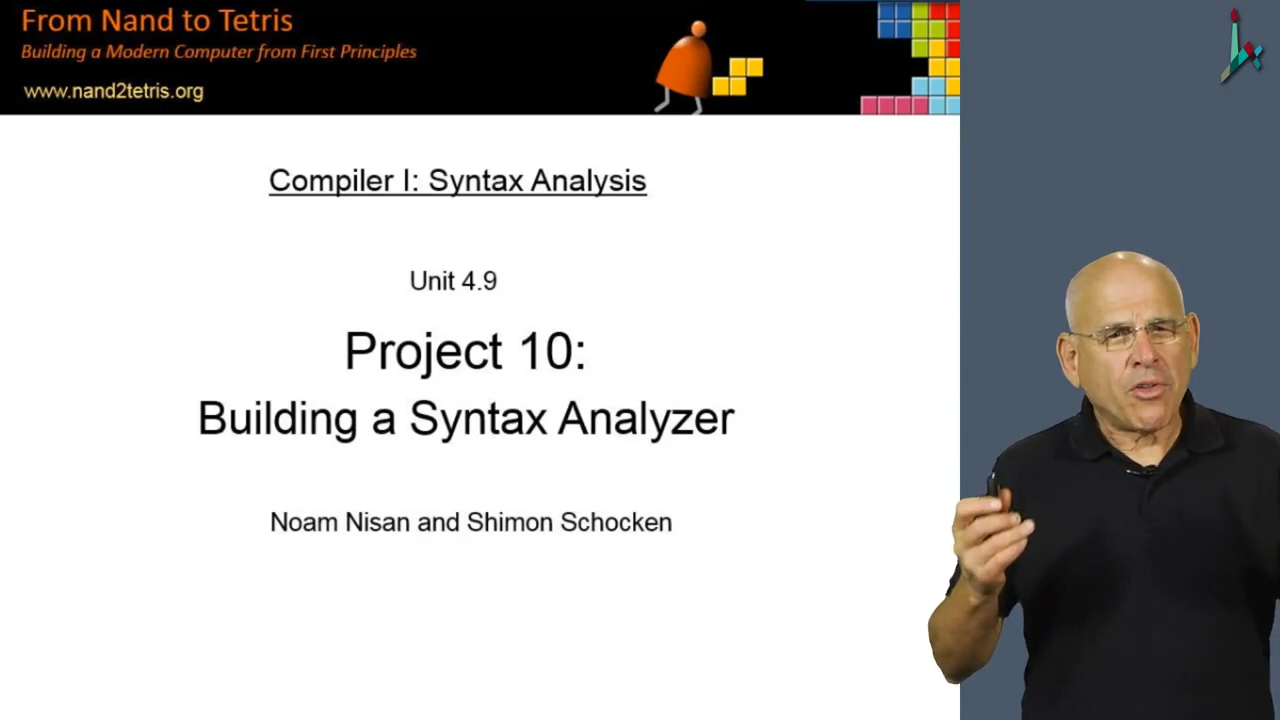 From Nand to Tetris
Building a Modern Computer from First Principles
www.nand2tetris.org
Compiler I: Syntax Analysis
Unit 4.9
Project 10:
Building a Syntax Analyzer
Noam Nisan and Shimon Schocken